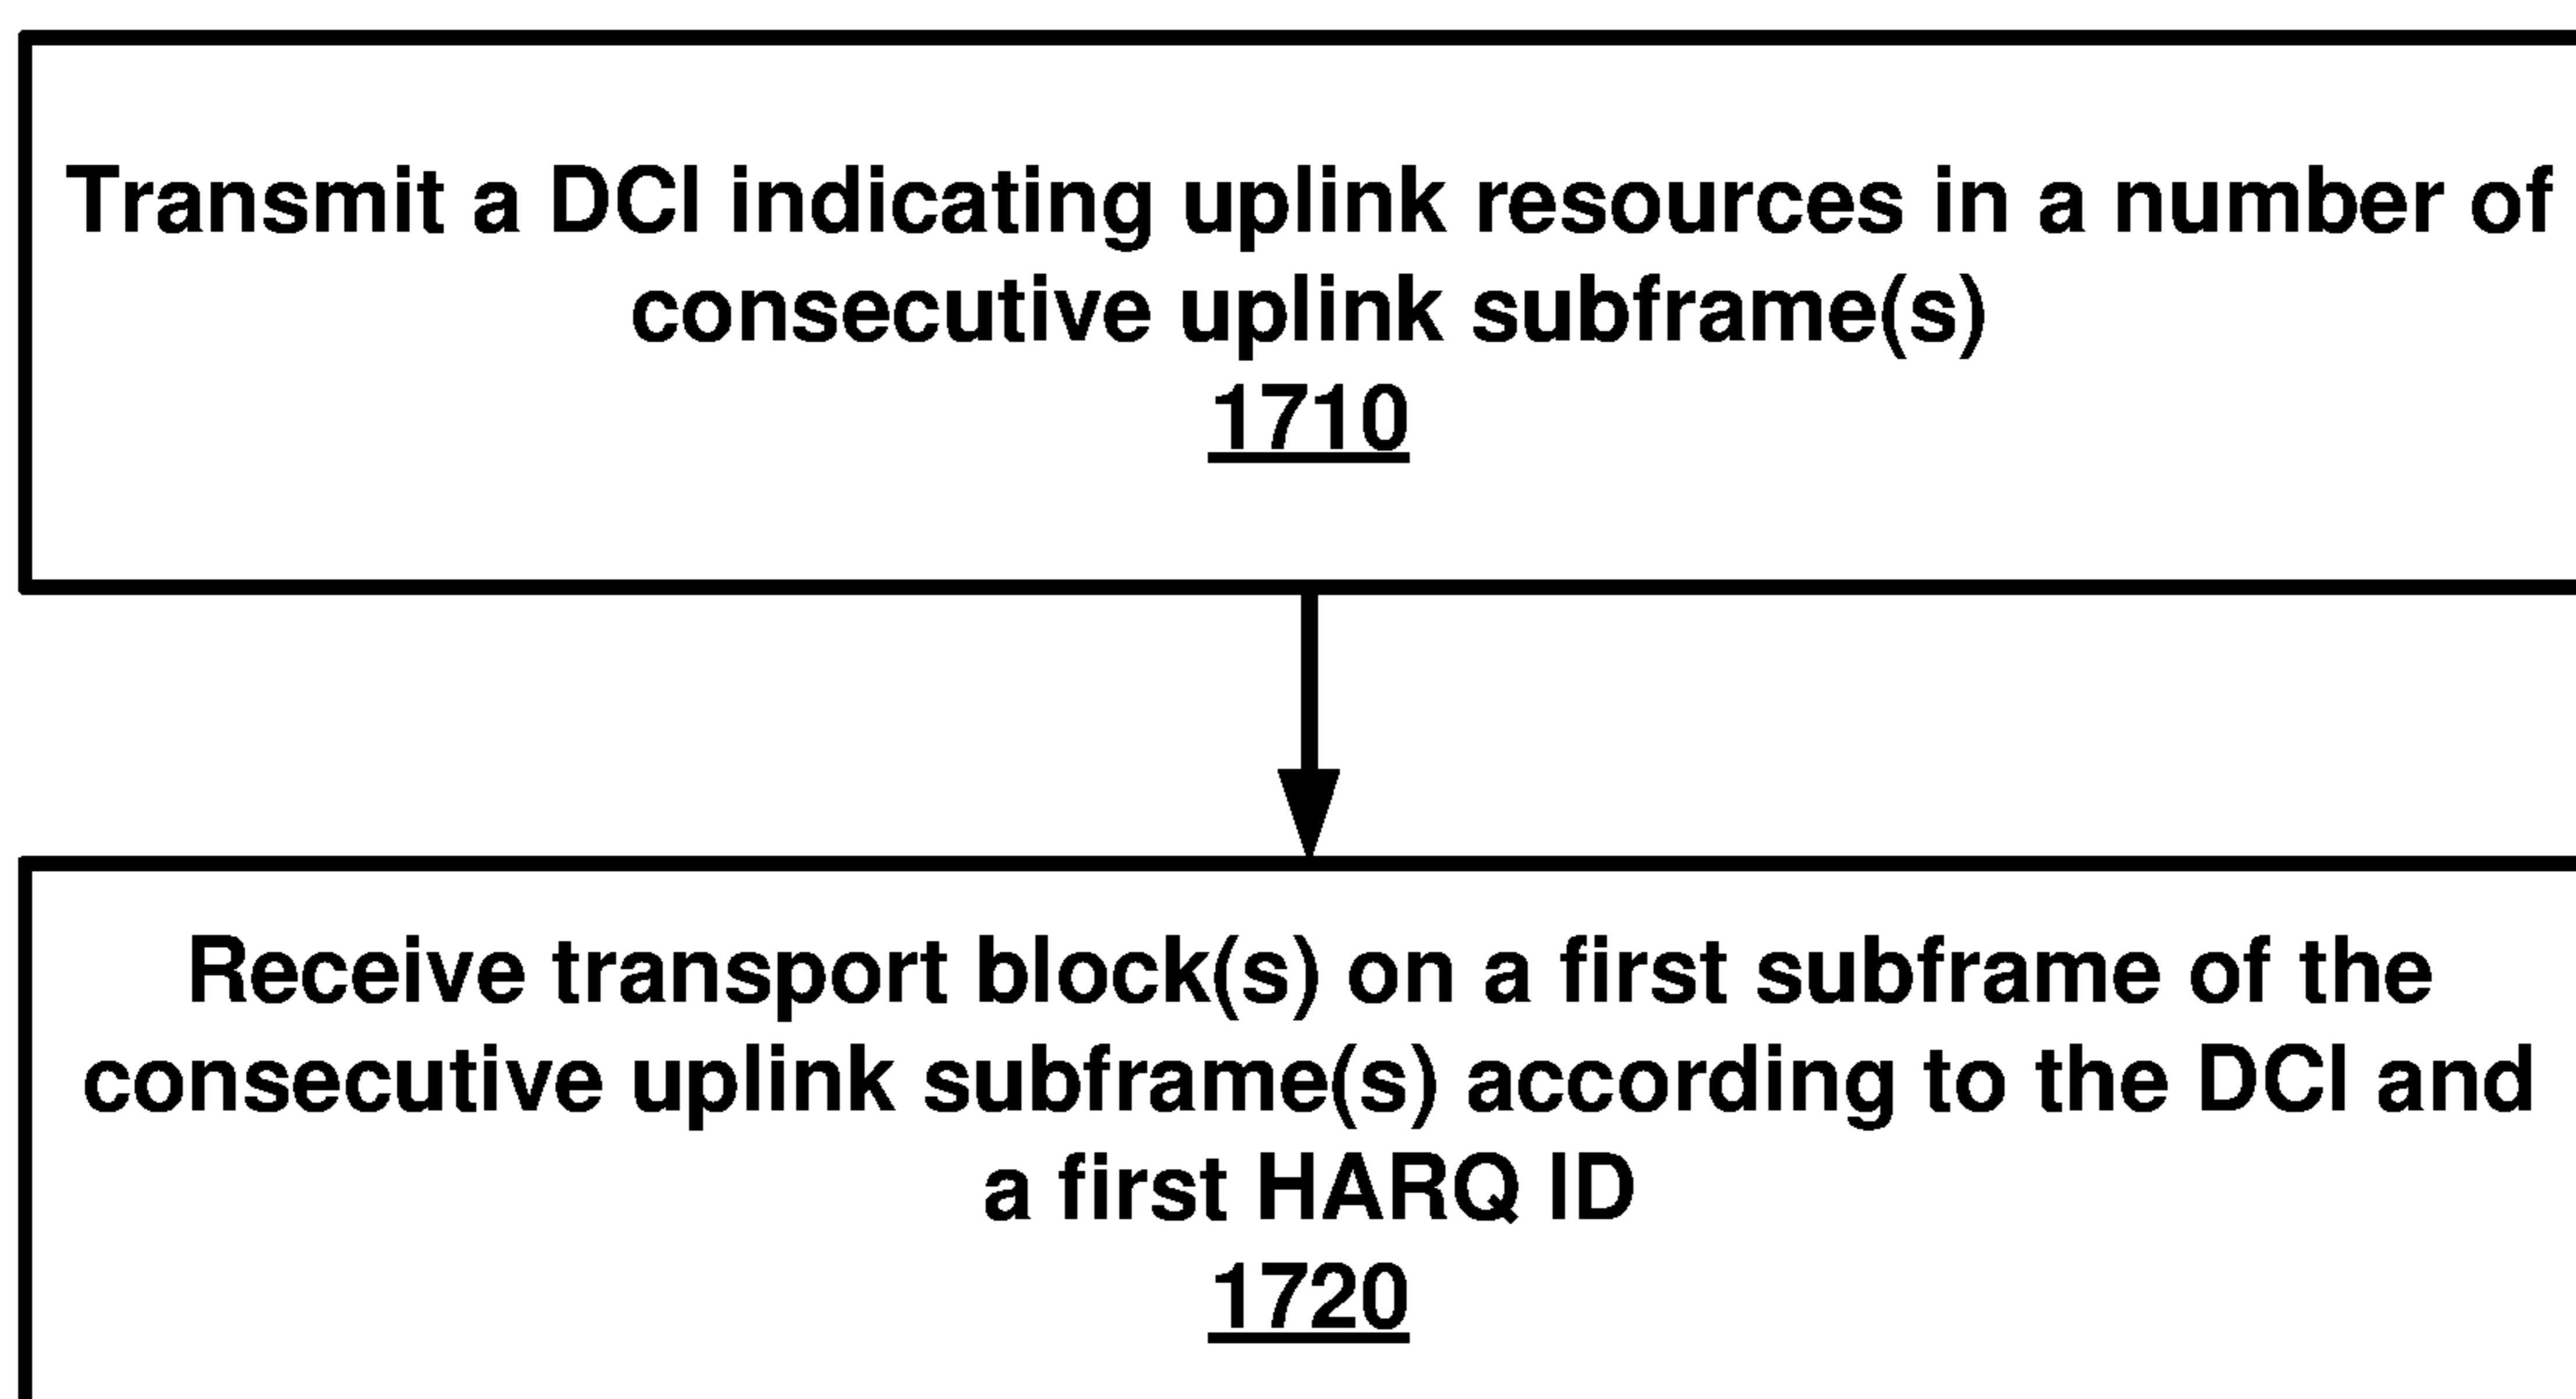 Transmit a DCI indicating uplink resources in a number of
consecutive uplink subframe(s)
1710
Receive transport block(s) on a first subframe of the
consecutive uplink subframe(s) according to the DCI and
a first HARQ ID
1720